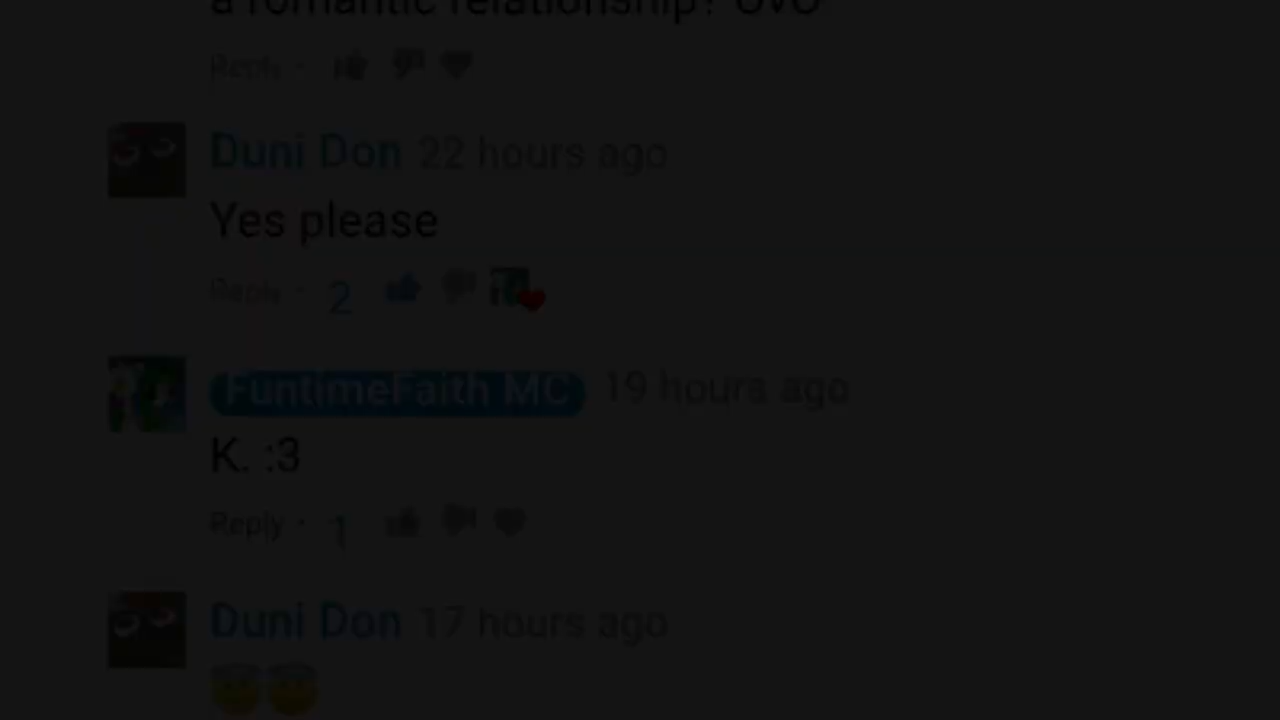 a romantic relationship? OvO
Reply ·
Duni Don 22 hours ago
Yes please
Reply · 2
FuntimeFaith MC 19 hours ago
K. :3
Reply · 1
Duni Don 17 hours ago
😇😇